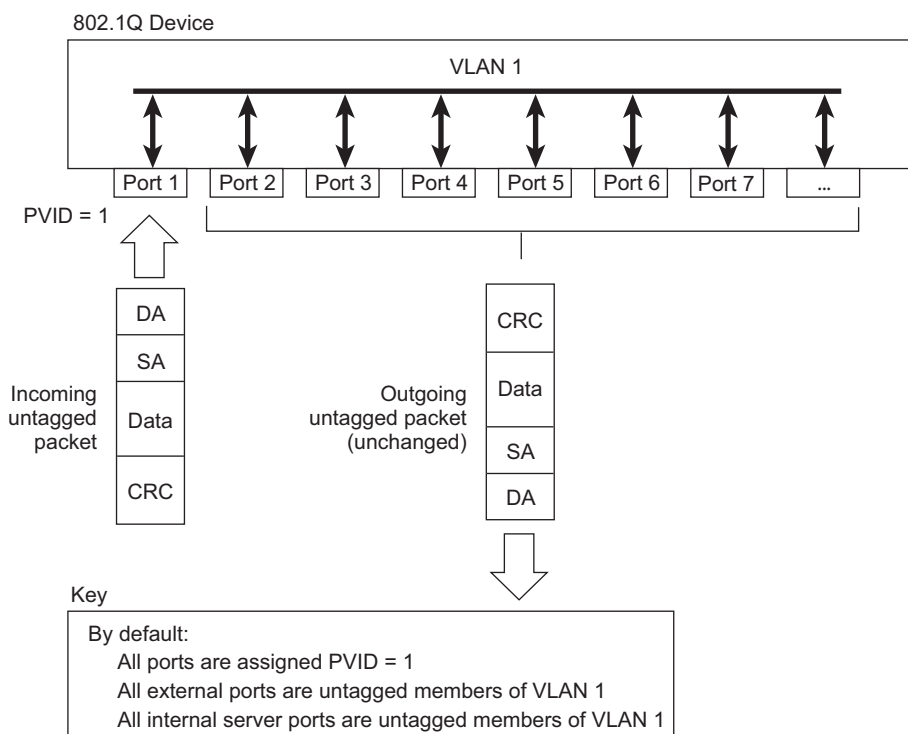 802.1Q Device
VLAN 1
Port 1
Port 2
Port 3
Port 4
Port 5
Port 6
Port 7
...
PVID = 1
Incoming
untagged
packet
DA
SA
Data
CRC
Outgoing
untagged packet
(unchanged)
CRC
Data
SA
DA
Key
By default:
All ports are assigned PVID = 1
All external ports are untagged members of VLAN 1
All internal server ports are untagged members of VLAN 1